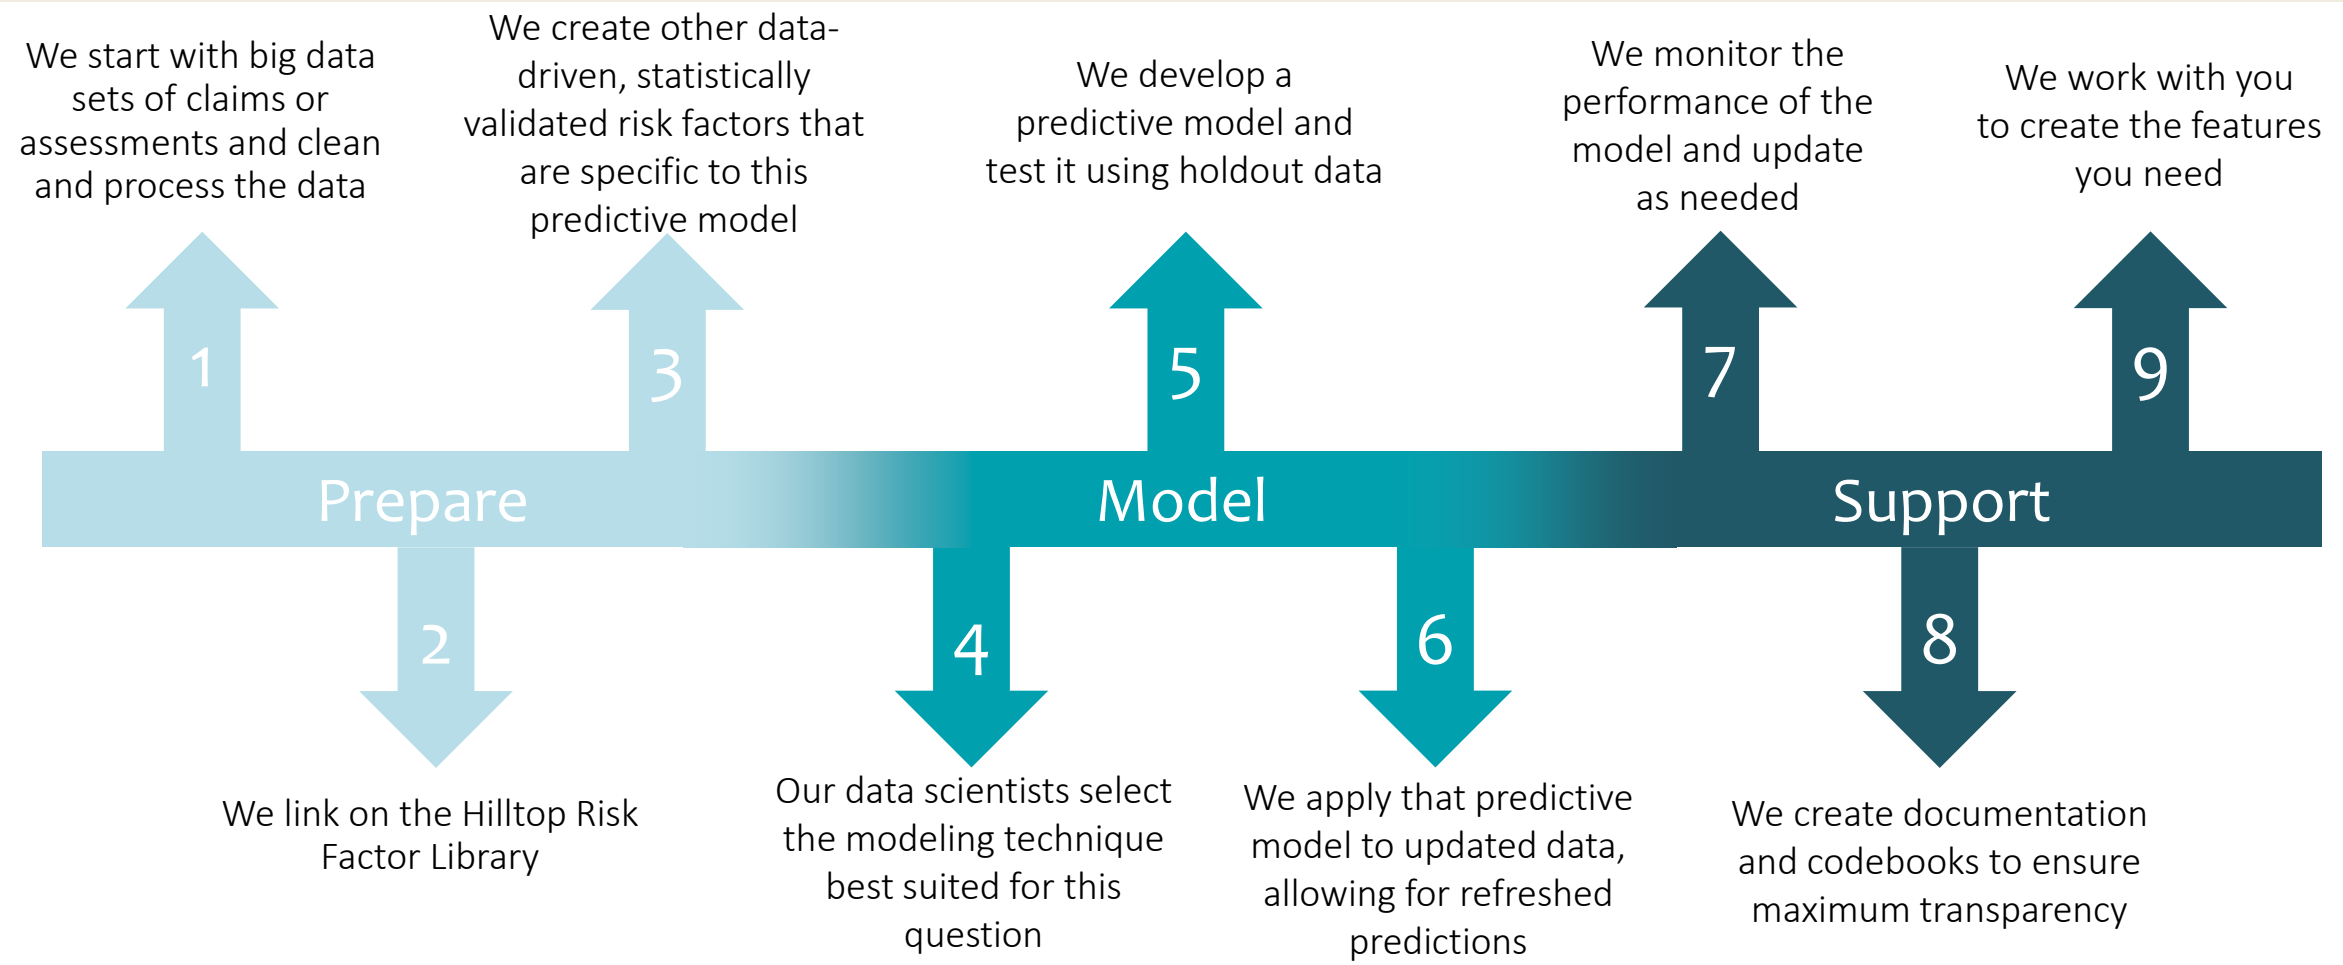 We start with big data
sets of claims or
assessments and clean
and process the data
1
We link on the Hilltop Risk
Factor Library
2
We create other data-
driven, statistically
validated risk factors that
are specific to this
predictive model
3
Prepare
Our data scientists select
the modeling technique
best suited for this
question
4
We develop a
predictive model and
test it using holdout data
5
We apply that predictive
model to updated data,
allowing for refreshed
predictions
6
Model
We monitor the
performance of the
model and update
as needed
7
We create documentation
and codebooks to ensure
maximum transparency
8
We work with you
to create the features
you need
9
Support